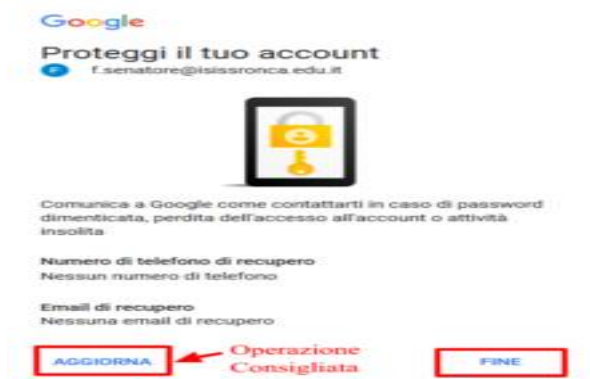 Google
Proteggi il tuo account
F f.senatore@isissronca.edu.it
Comunica a Google come contattarti in caso di password
dimenticata, perdita dell'accesso all'account o attività
insolita
Numero di telefono di recupero
Nessun numero di telefono
Email di recupero
Nessuna email di recupero
AGGIORNA
Operazione
Consigliata
FINE